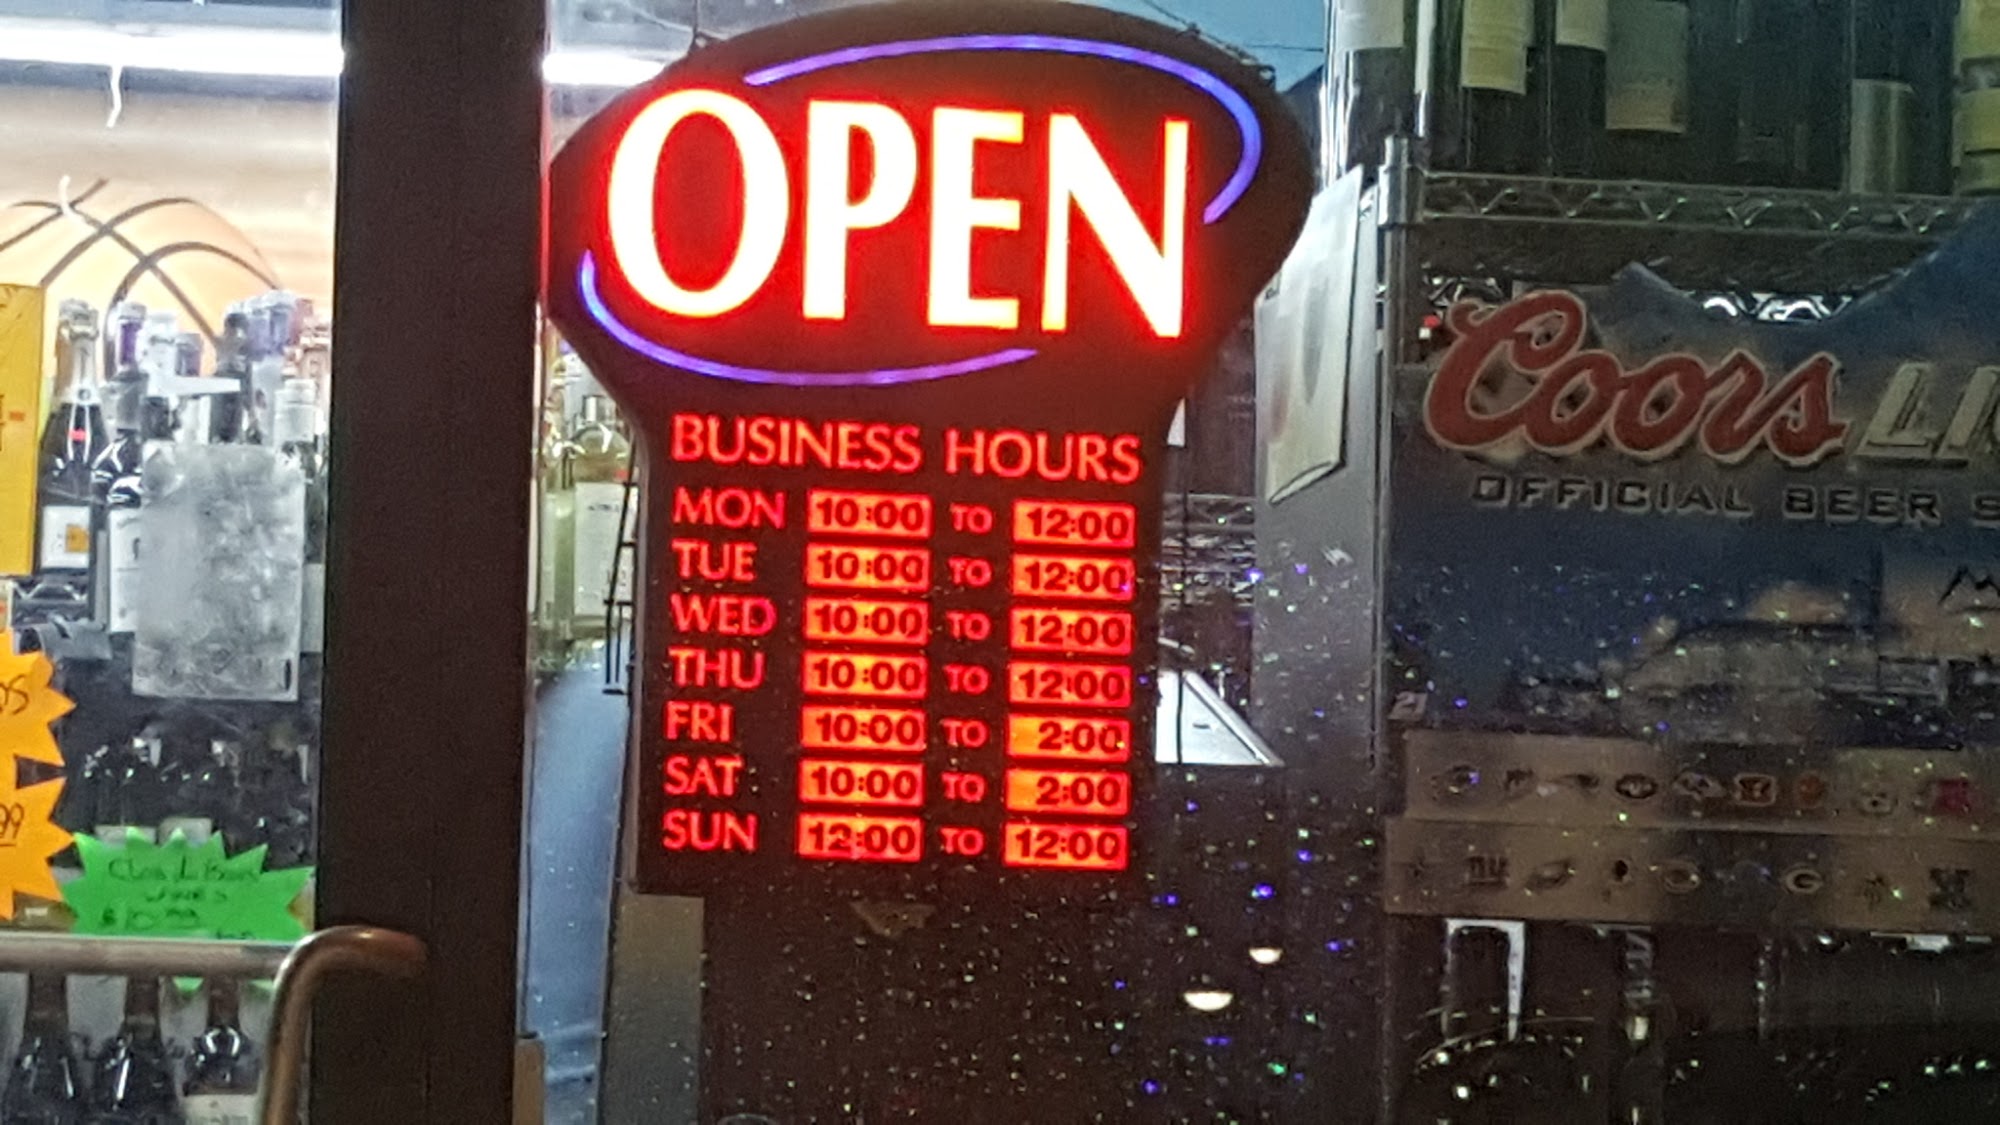 OPEN
BUSINESS HOURS
MON 10:00 TO 12:00
TUE 10:00 TO 12:00
WED 10:00 TO 12:00
THU 10:00 TO 12:00
FRI 10:00 TO 2:00
SAT 10:00 TO 2:00
SUN 12:00 TO 12:00
Coors
OFFICIAL BEER